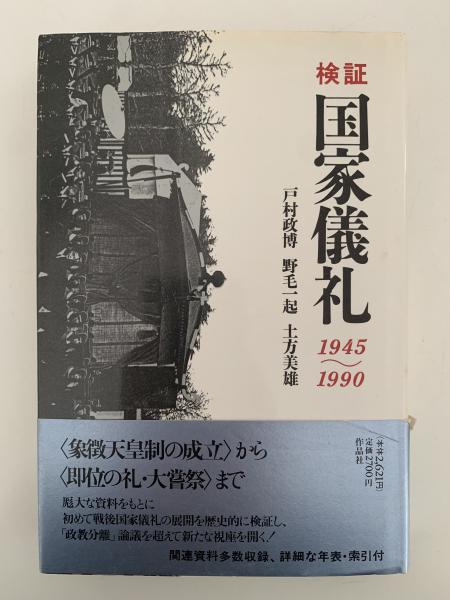 検証
国家儀礼
1945
〜
1990
戸村政博 野毛一起 土方美雄
〈象徴天皇制の成立〉から
〈即位の礼・大嘗祭〉まで
厖大な資料をもとに
初めて戦後国家儀礼の展開を歴史的に検証し、
「政教分離」論議を超えて新たな視座を開く!
関連資料多数収録、詳細な年表・索引付
(本体2,621円)
定価2700円
作品社